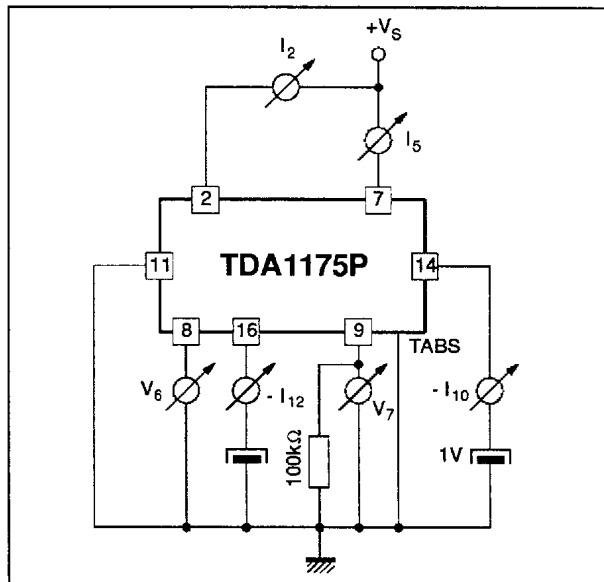 +VS
I2
I5
2
7
11
TDA1175P
14
8
16
9
TABS
V6
- I12
100kΩ
V7
- I10
1V